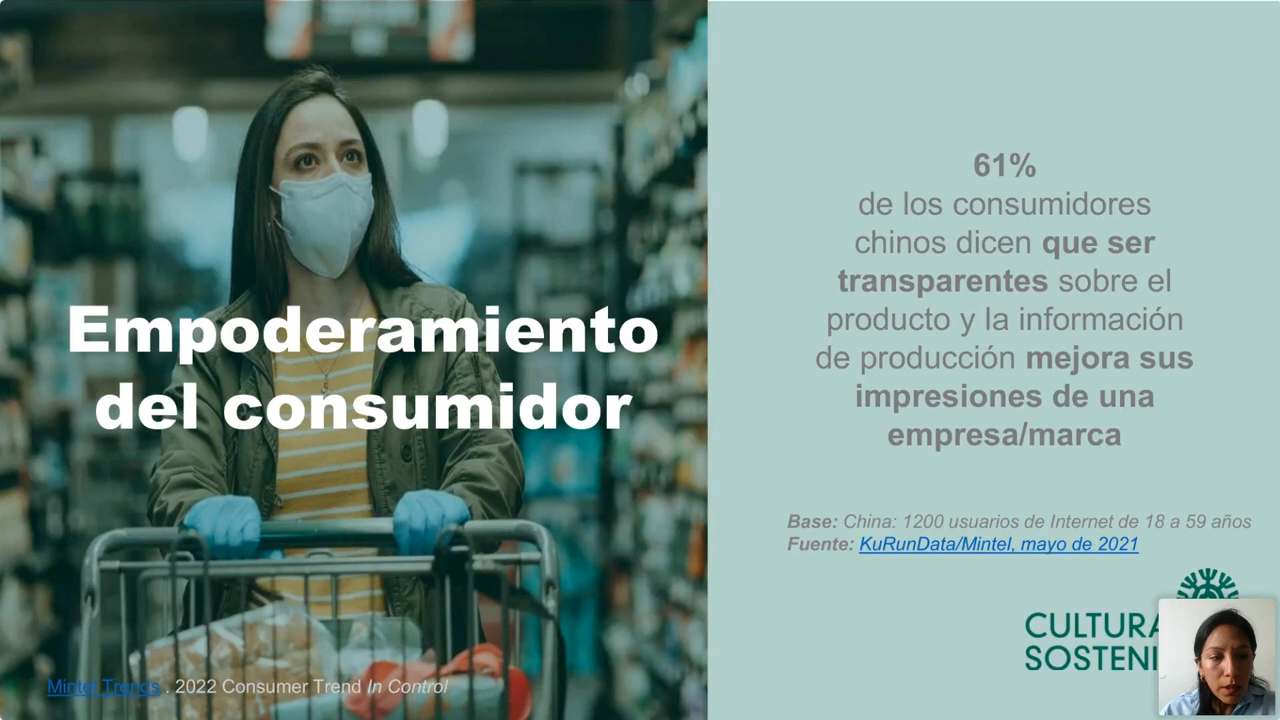 Empoderamiento
del consumidor
Mintel Trends . 2022 Consumer Trend In Control
61%
de los consumidores
chinos dicen que ser
transparentes sobre el
producto y la información
de producción mejora sus
impresiones de una
empresa/marca
Base: China: 1200 usuarios de Internet de 18 a 59 años
Fuente: KuRunData/Mintel, mayo de 2021
CULTURA
SOSTENI